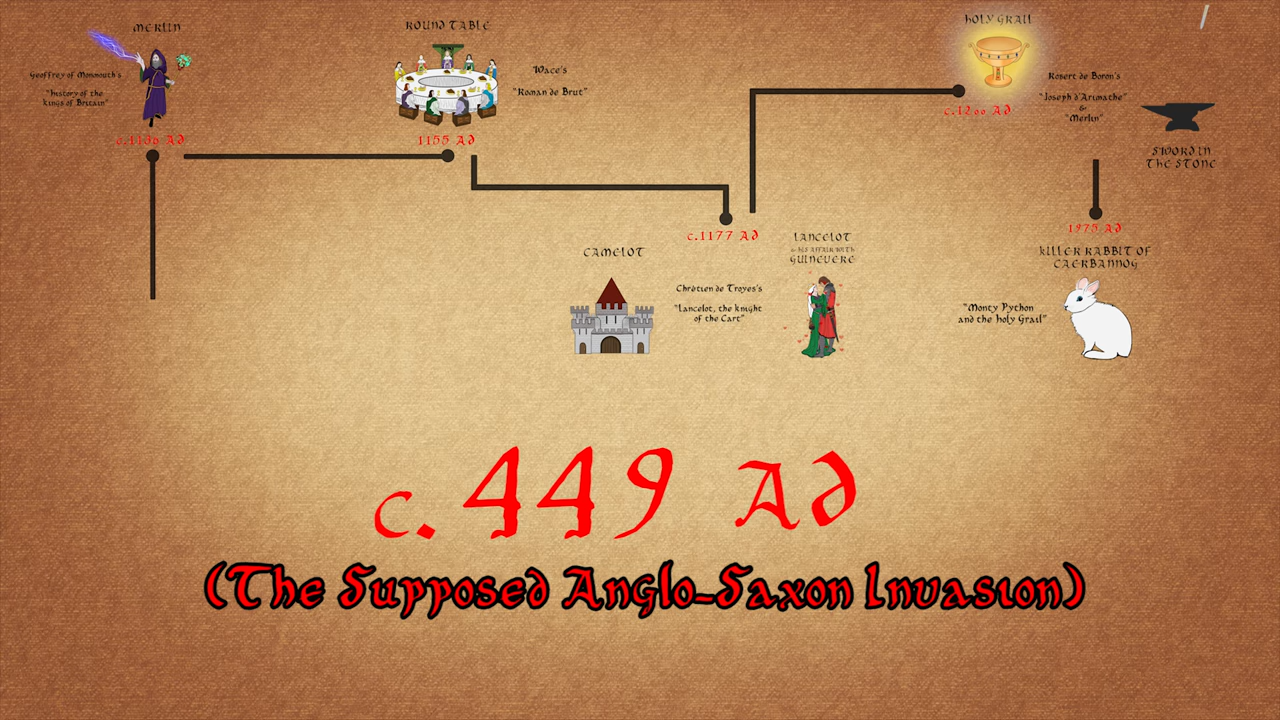 MERLIN
Geoffrey of Monmouth's
"history of the
kings of Britain"
c.1136 AD
ROUND TABLE
Wace's
"Roman de Brut"
1155 AD
CAMELOT
c.1177 AD
Chrétien de Troyes's
"Lancelot, the knight
of the Cart"
LANCELOT
& HIS AFFAIR WITH
GUINEVERE
HOLY GRAIL
c.1200 AD
Robert de Boron's
"Joseph d'Arimathe"
&
"Merlin"
SWORD IN
THE STONE
1975 AD
KILLER RABBIT OF
CAERBANNOG
"Monty Python
and the Holy Grail"
c.449 AD
(The Supposed Anglo-Saxon Invasion)